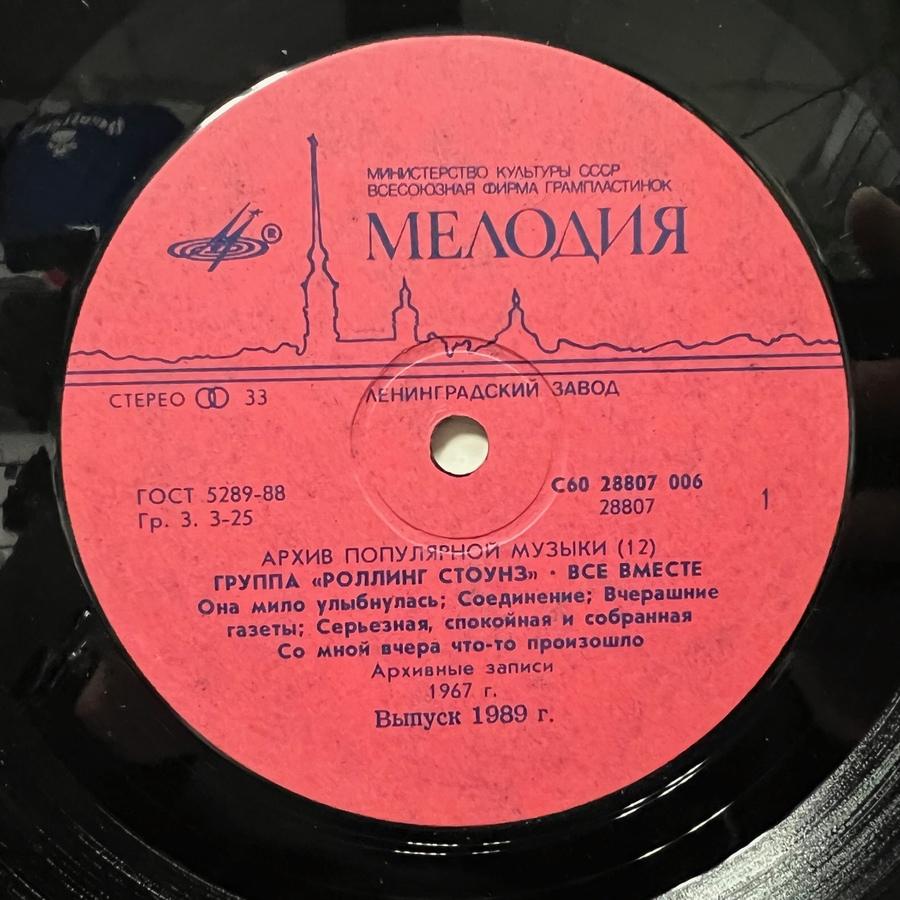 МИНИСТЕРСТВО КУЛЬТУРЫ СССР
ВСЕСОЮЗНАЯ ФИРМА ГРАМПЛАСТИНОК
МЕЛОДИЯ
®
СТЕРЕО 33
ЛЕНИНГРАДСКИЙ ЗАВОД
ГОСТ 5289-88
Гр. 3. 3-25
С60 28807 006
28807
1
АРХИВ ПОПУЛЯРНОЙ МУЗЫКИ (12)
ГРУППА «РОЛЛИНГ СТОУНЗ» · ВСЕ ВМЕСТЕ
Она мило улыбнулась; Соединение; Вчерашние
газеты; Серьезная, спокойная и собранная
Со мной вчера что-то произошло
Архивные записи
1967 г.
Выпуск 1989 г.